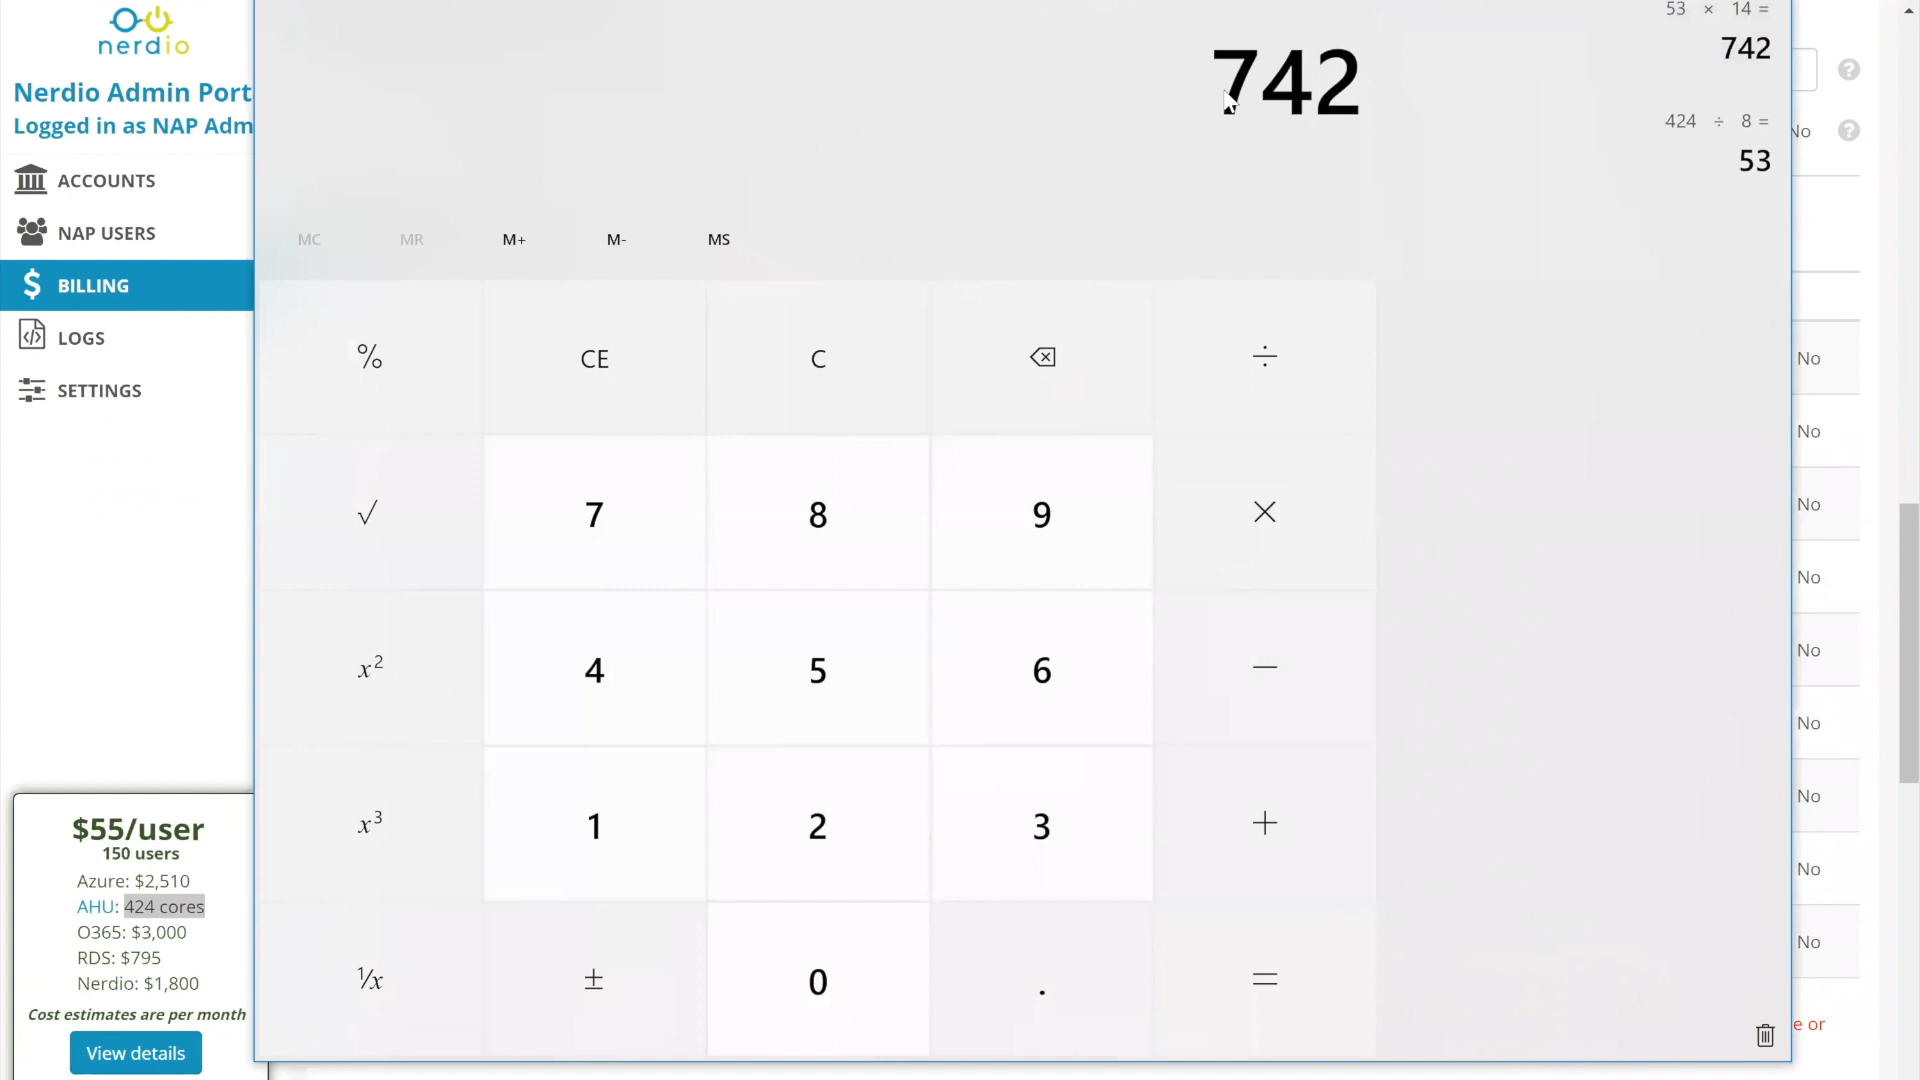 nerdio
Nerdio Admin Port
Logged in as NAP Adm
ACCOUNTS
NAP USERS
BILLING
LOGS
SETTINGS
$55/user
150 users
Azure: $2,510
AHU: 424 cores
O365: $3,000
RDS: $795
Nerdio: $1,800
Cost estimates are per month
View details
742
53 × 14 =
742
424 ÷ 8 =
53
MC MR M+ M- MS
% CE C ÷
√ 7 8 9 ×
x² 4 5 6 −
x³ 1 2 3 +
¹/x ± 0 . =
No
No
No
No
No
No
No
No
No
No
e or